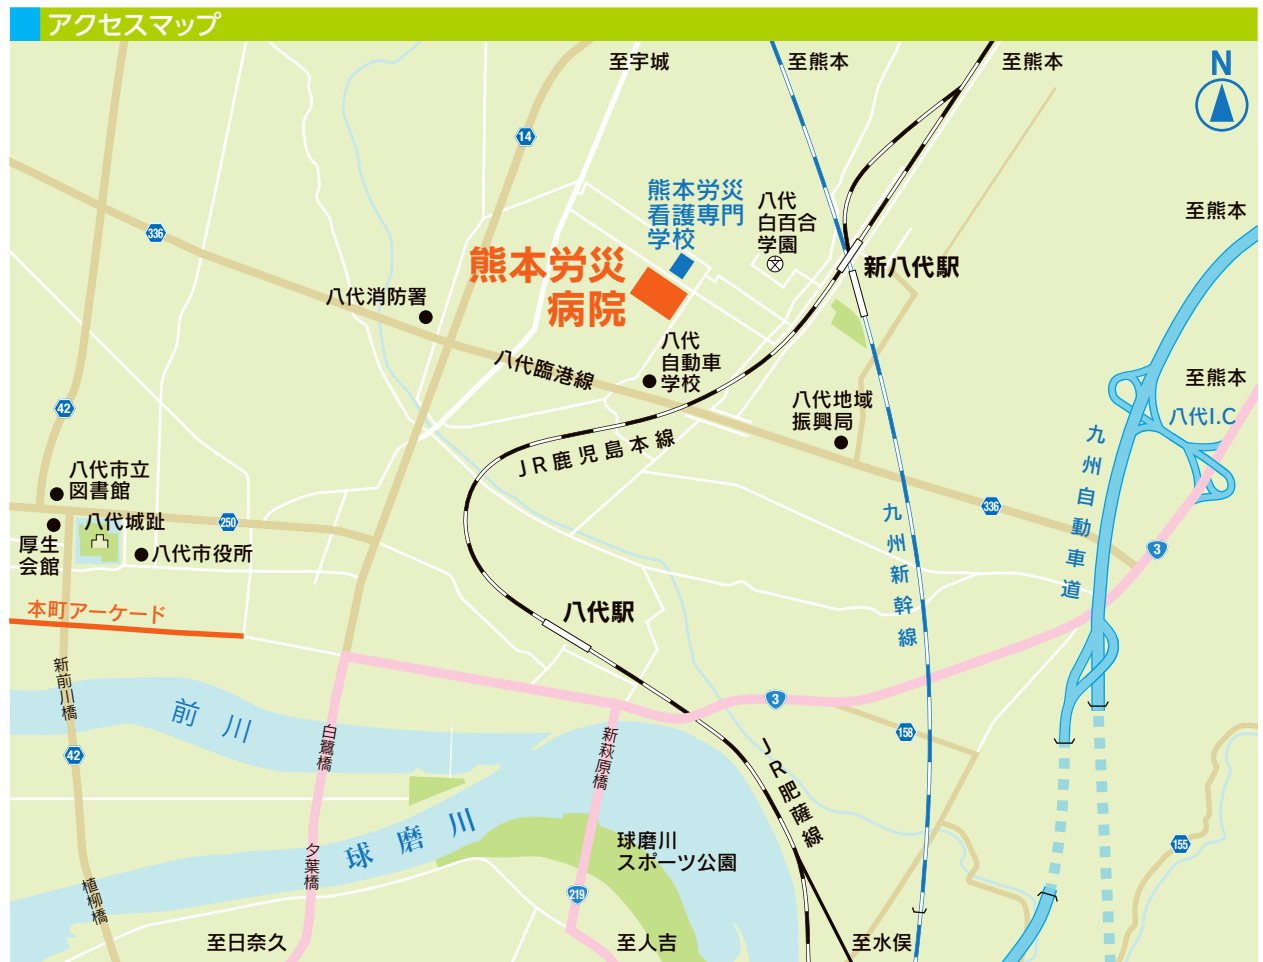 アクセスマップ
至宇城
至熊本
至熊本
N
14
熊本労災
看護専門
学校
八代
白百合
学園
至熊本
336
熊本労災
病院
新八代駅
八代消防署
八代
自動車
学校
八代臨港線
至熊本
八代I.C
八代地域
振興局
42
JR鹿児島本線
九州自動車道
八代市立
図書館
336
九州新幹線
八代城趾
250
厚生
会館
八代市役所
3
本町アーケード
八代駅
新前川橋
前川
白鷺橋
3
新萩原橋
158
42
JR肥薩線
球磨川
球磨川
スポーツ公園
155
夕葉橋
植柳橋
219
至日奈久
至人吉
至水俣